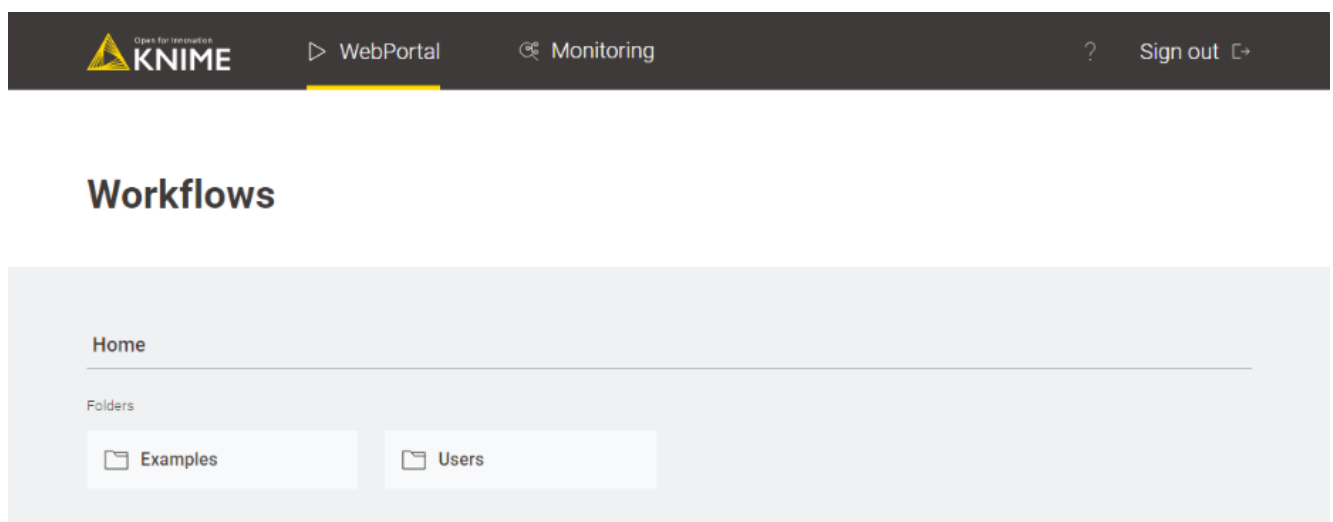 Open for Innovation
KNIME
WebPortal
Monitoring
?
Sign out
Workflows
Home
Folders
Examples
Users